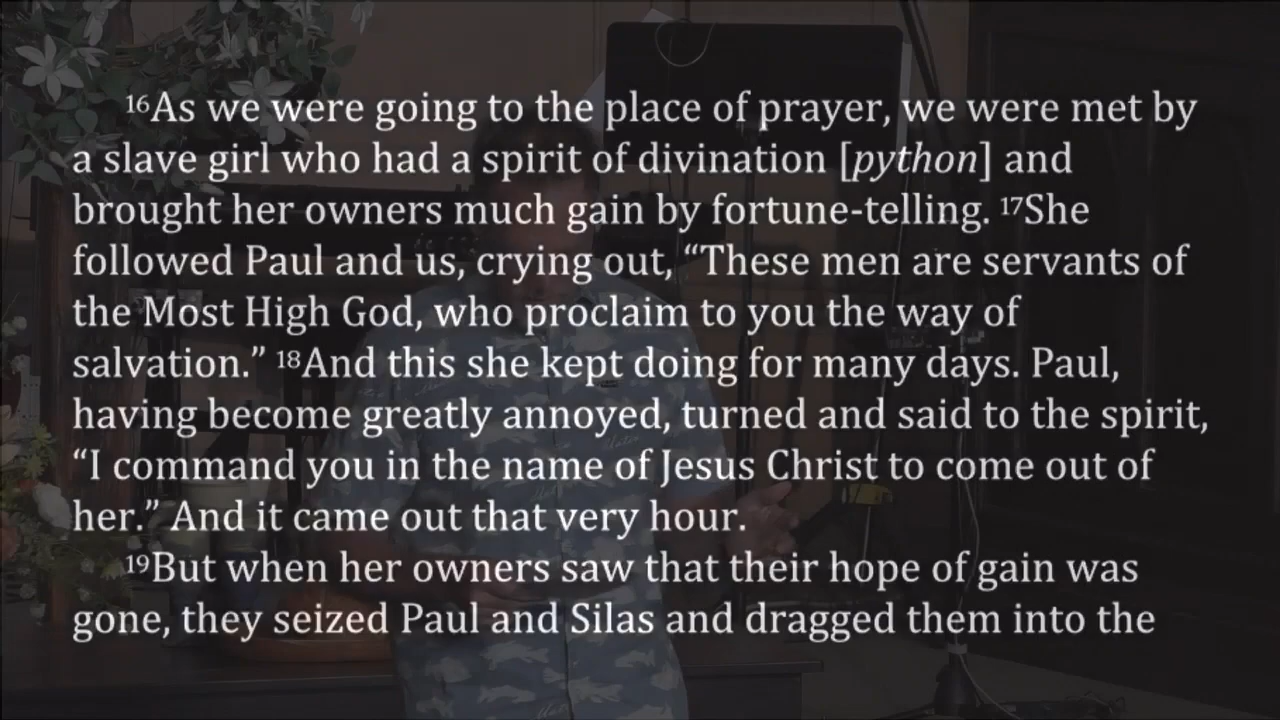 16As we were going to the place of prayer, we were met by
a slave girl who had a spirit of divination [python] and
brought her owners much gain by fortune-telling. 17She
followed Paul and us, crying out, “These men are servants of
the Most High God, who proclaim to you the way of
salvation.” 18And this she kept doing for many days. Paul,
having become greatly annoyed, turned and said to the spirit,
“I command you in the name of Jesus Christ to come out of
her.” And it came out that very hour.
19But when her owners saw that their hope of gain was
gone, they seized Paul and Silas and dragged them into the